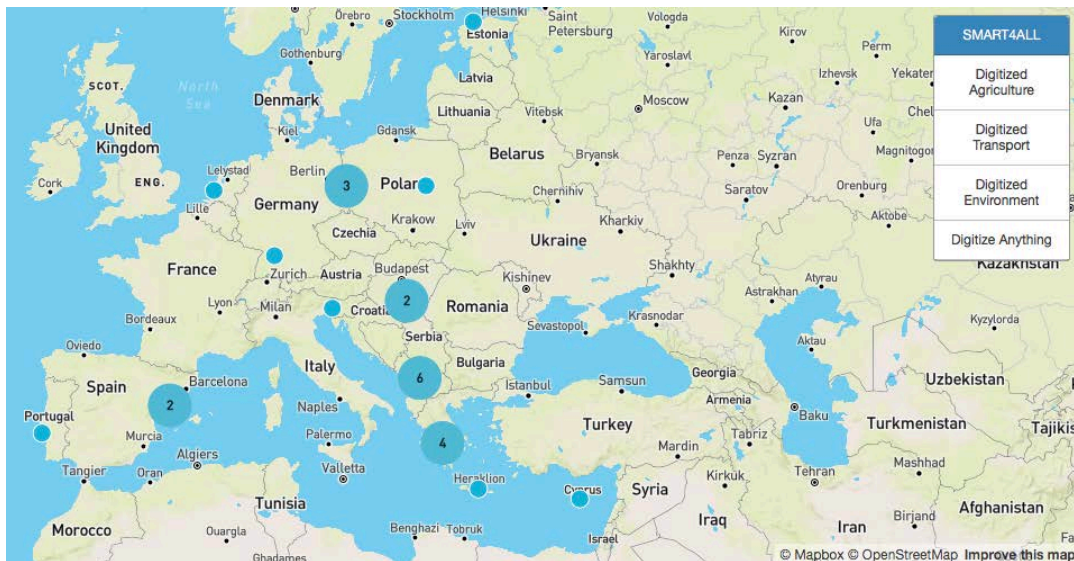 Örebro
Stockholm
Helsinki
Saint
Petersburg
Vologda
Kirov
Perm
Estonia
Yaroslavl
Izhevsk
Yekater
SMART4ALL
Digitized
Agriculture
Digitized
Transport
Digitized
Environment
Digitize Anything
SCOT.
North
Sea
Gothenburg
Latvia
Lithuania
Denmark
Moscow
Kazan
Ufa
Chel
Magnitogor
United
Kingdom
Kiel
Gdansk
Vitebsk
Belarus
Bryansk
Penza
Syzran
Saratov
Orenburg
Aktobe
Cork
ENG.
Lelystad
Berlin
3
Polan
Lille
Germany
Chernihiv
Krakow
Lviv
Kharkiv
Czechia
Ukraine
France
Zurich
Austria
Budapest
Kishinev
Shakhty
Kazakhstan
Atyrau
Astrakhan
Lyon
Milan
Croatia
2
Romania
Bordeaux
Sevastopol
Krasnodar
Kyzylorda
Aktau
Oviedo
Serbia
Italy
Bulgaria
Georgia
Uzbekistan
Spain
Barcelona
6
Istanbul
Samsun
Armenia
Baku
Turkmenistan
Tajikis
Portugal
2
Naples
Turkey
Murcia
4
Palermo
Mardin
Tabriz
Tangier
Oran
Algiers
Valletta
Heraklion
Cyprus
Kirkuk
Tehran
Mashhad
Syria
Tunisia
Afghanistan
Morocco
Ouargla
Benghazi
Tobruk
Israel
Iraq
Iran
Birjand
Ghadames
© Mapbox © OpenStreetMap Improve this map